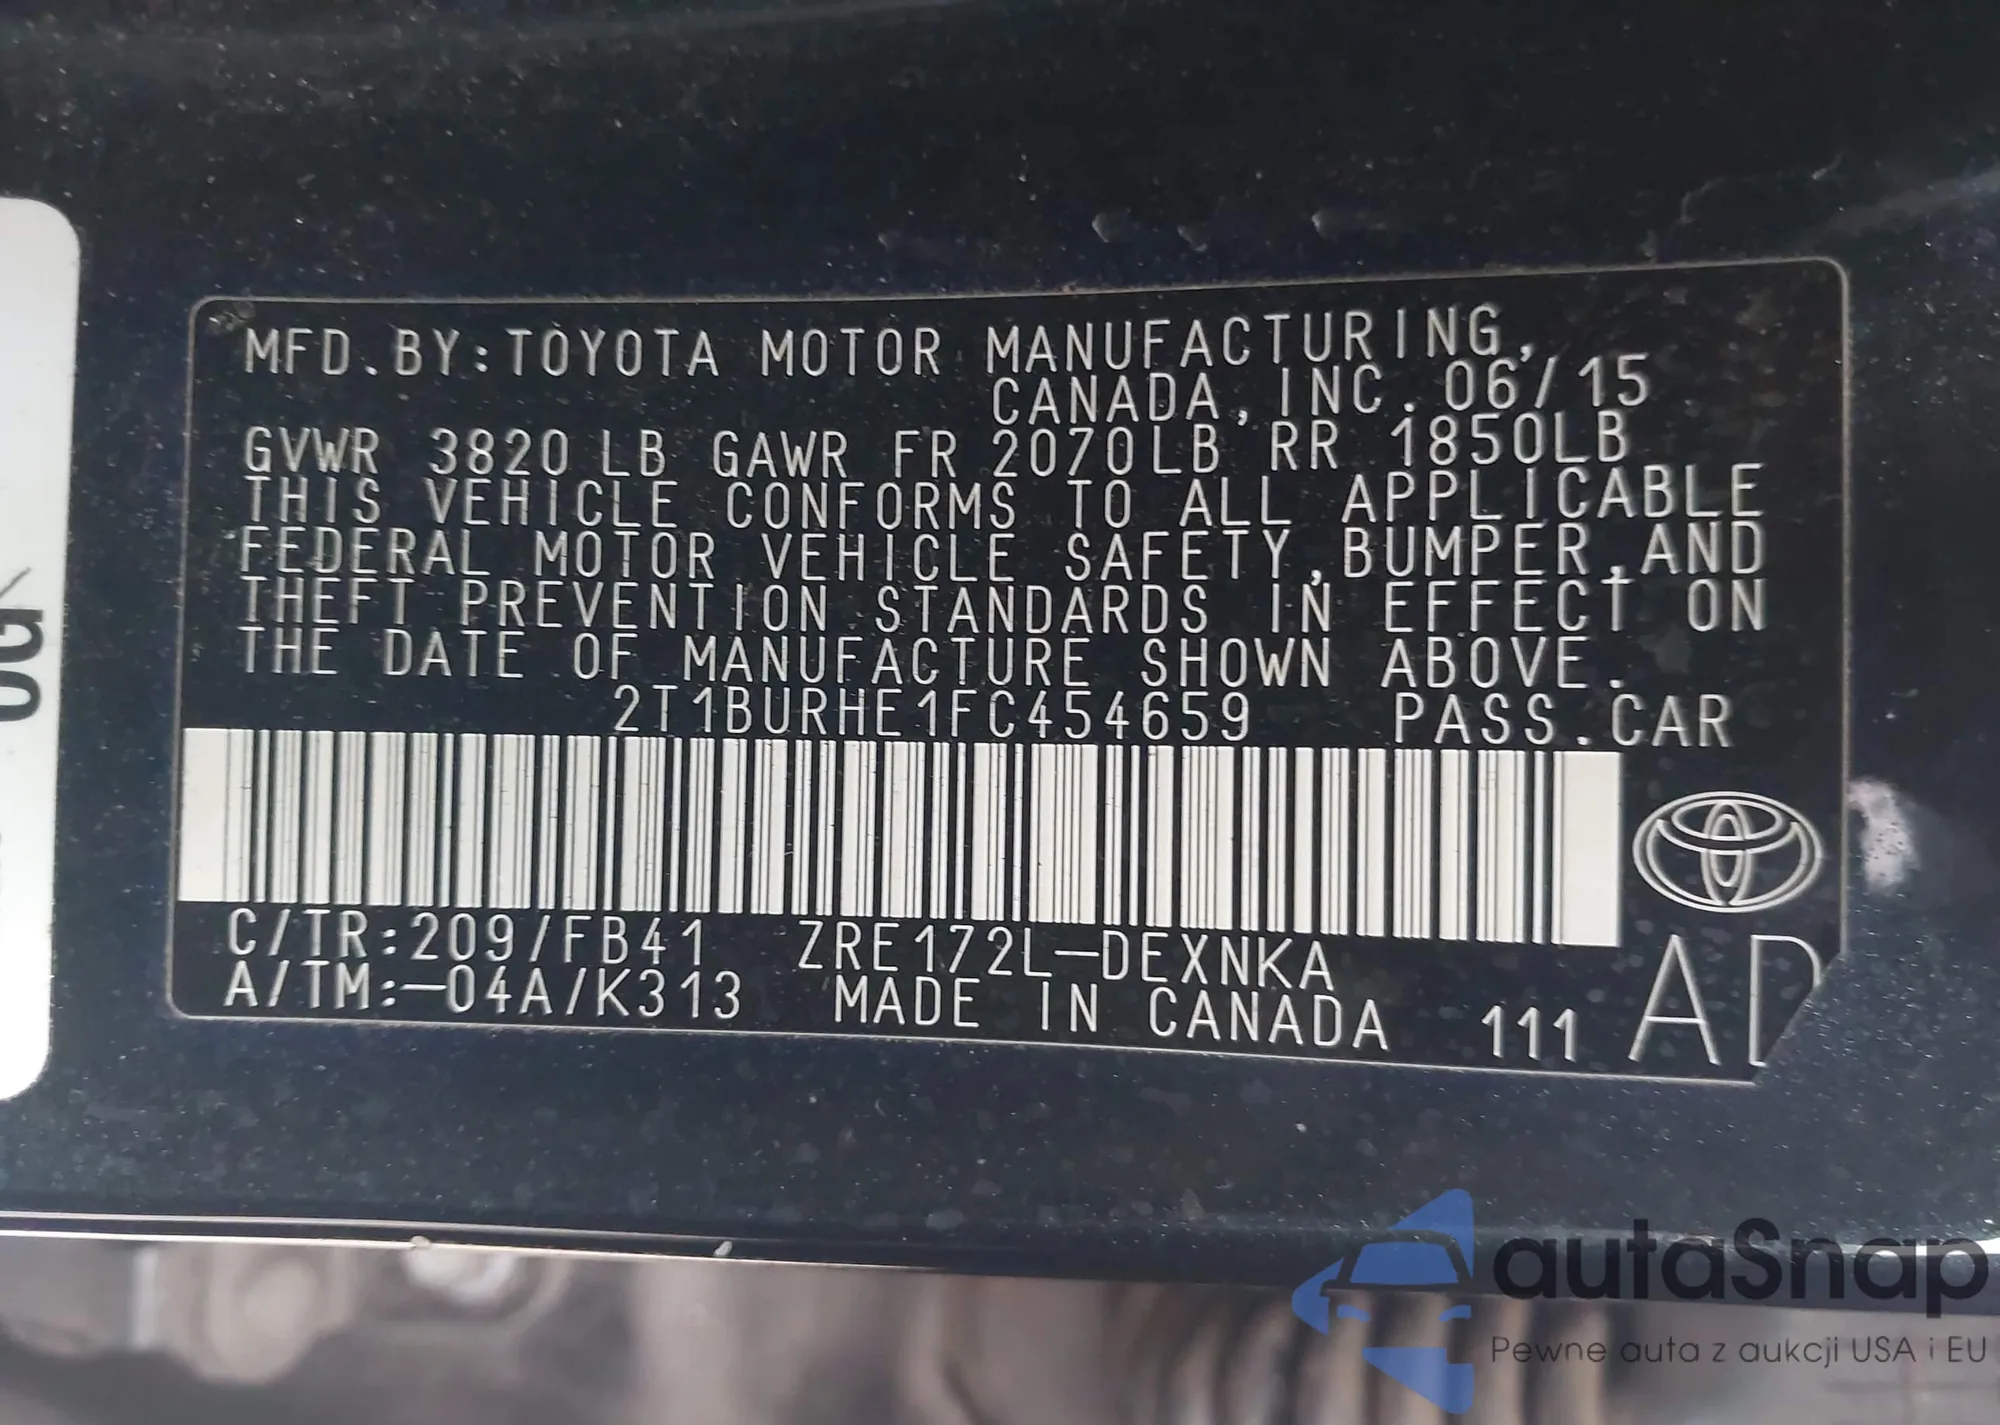 MFD.BY:TOYOTA MOTOR MANUFACTURING,
CANADA, INC. 06/15
GVWR 3820 LB GAWR FR 2070LB RR 1850LB
THIS VEHICLE CONFORMS TO ALL APPLICABLE
FEDERAL MOTOR VEHICLE SAFETY, BUMPER, AND
THEFT PREVENTION STANDARDS IN EFFECT ON
THE DATE OF MANUFACTURE SHOWN ABOVE.
2T1BURHE1FC454659 PASS.CAR
C/TR:209/FB41 ZRE172L-DEXNKA
A/TM:-04A/K313 MADE IN CANADA 111 AD
autaSnap
Pewne auta z aukcji USA i EU